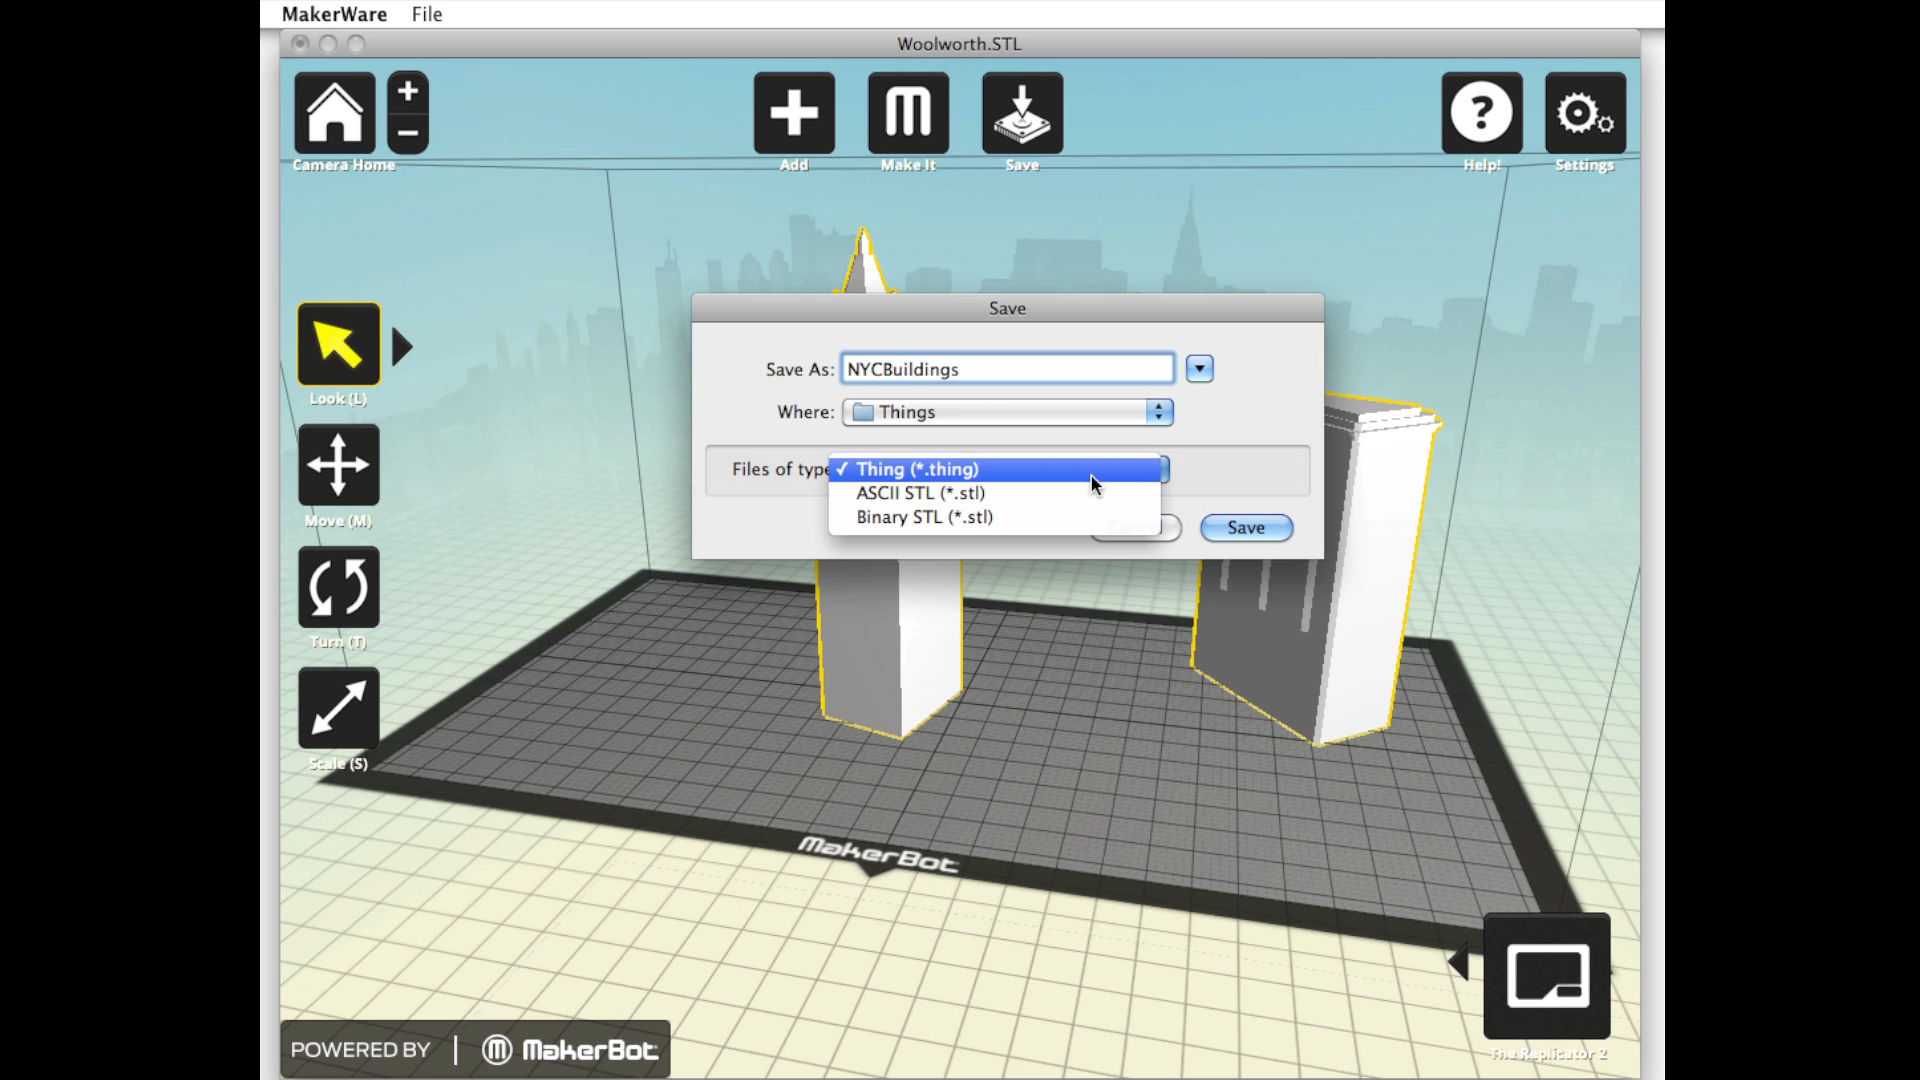 MakerWare File
Woolworth.STL
Camera Home
Add
Make It
Save
Help!
Settings
Save
Save As: NYCBuildings
Where: Things
Files of type
✓ Thing (*.thing)
ASCII STL (*.stl)
Binary STL (*.stl)
Save
Look (L)
Move (M)
Turn (T)
Scale (S)
MakerBot
POWERED BY | MakerBot
The Replicator 2